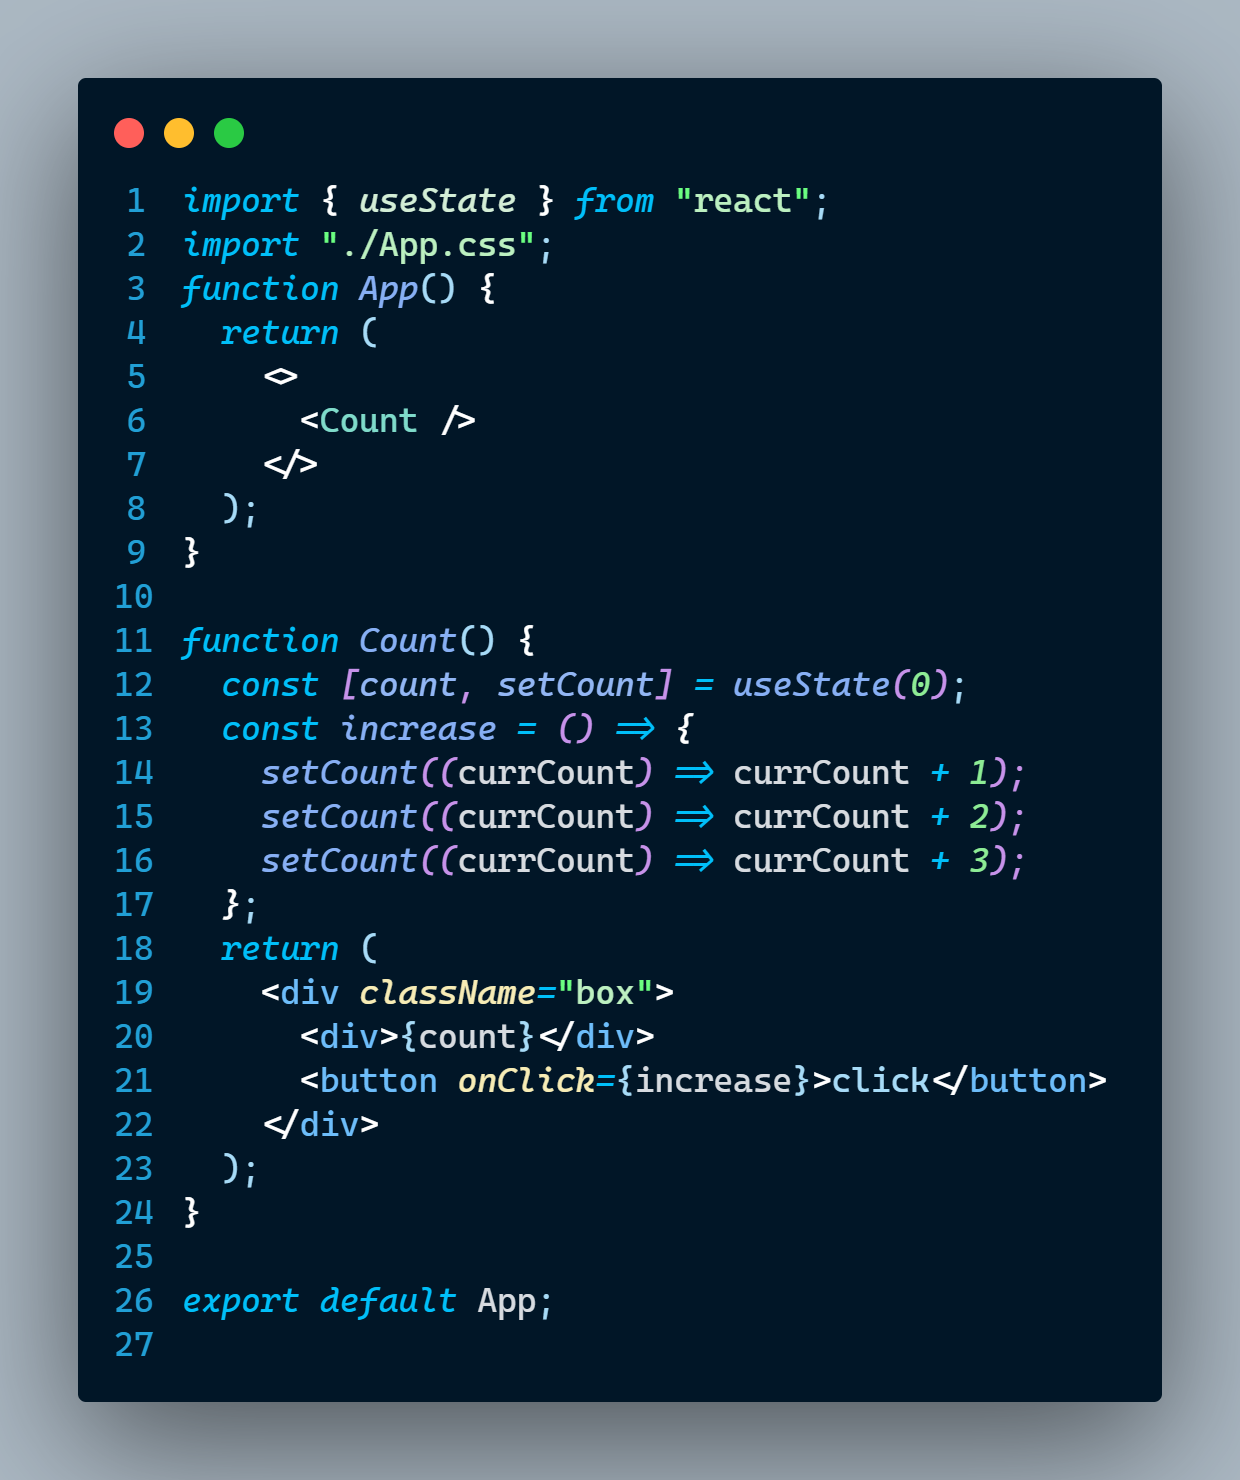 1 import { useState } from "react";
2 import "./App.css";
3 function App() {
4   return (
5     <>
6       <Count />
7     </>
8   );
9 }
10
11 function Count() {
12   const [count, setCount] = useState(0);
13   const increase = () => {
14     setCount((currCount) => currCount + 1);
15     setCount((currCount) => currCount + 2);
16     setCount((currCount) => currCount + 3);
17   };
18   return (
19     <div className="box">
20       <div>{count}</div>
21       <button onClick={increase}>click</button>
22     </div>
23   );
24 }
25
26 export default App;
27